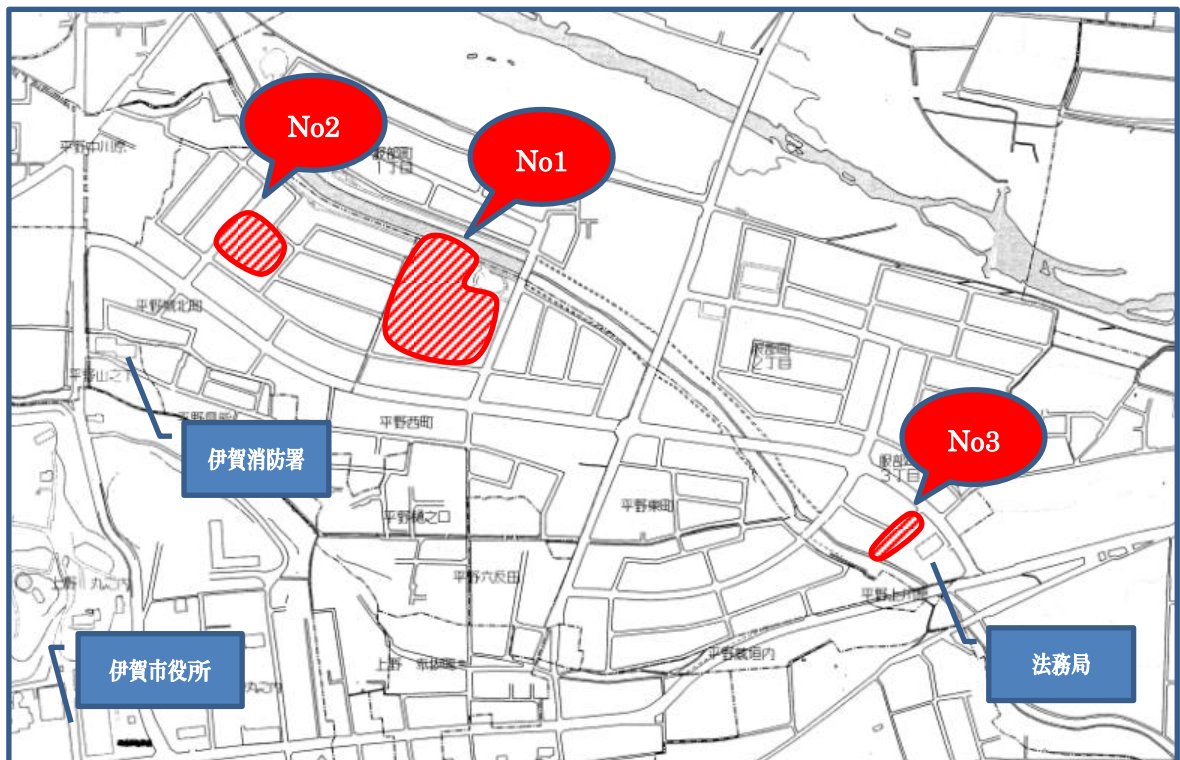 No2
No1
平野中川原
服部町
1丁目
平野城北町
服部町
2丁目
平野西町
伊賀消防署
No3
服部町
3丁目
平野樋之口
平野東町
平野六反田
平野上川原
上野 丸之内
平野蔵垣内
上野 赤坂町
伊賀市役所
法務局